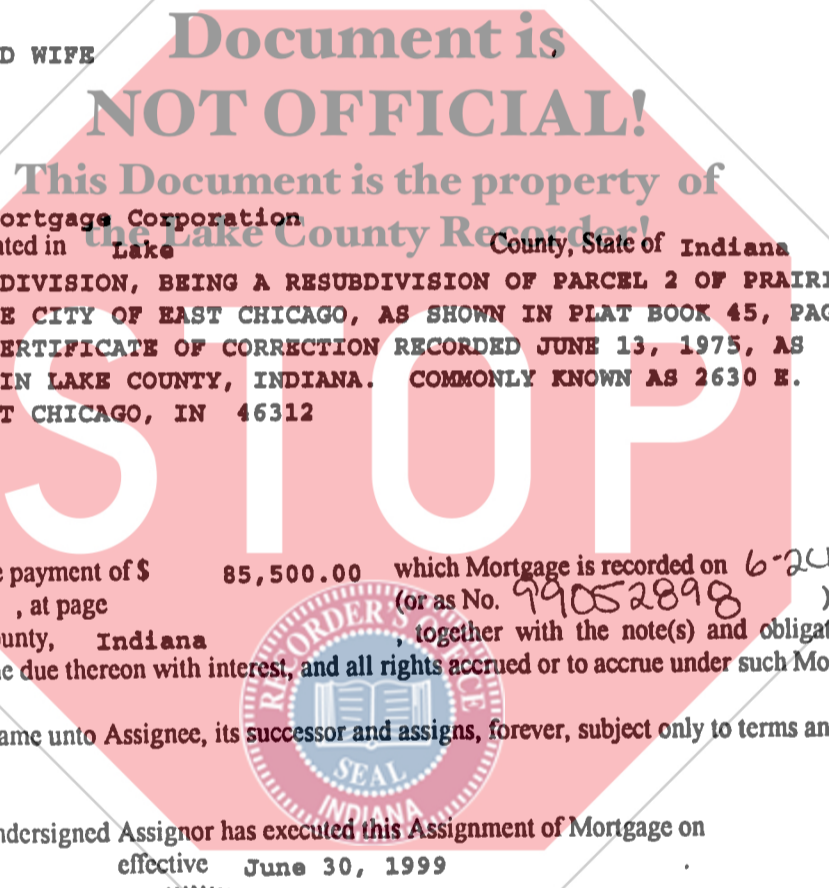 D WIFE
Document is
NOT OFFICIAL!
This Document is the property of
the Lake County Recorder!
ortgage Corporation
ted in Lake County, State of Indiana
DIVISION, BEING A RESUBDIVISION OF PARCEL 2 OF PRAIRI
E CITY OF EAST CHICAGO, AS SHOWN IN PLAT BOOK 45, PAG
ERTIFICATE OF CORRECTION RECORDED JUNE 13, 1975, AS
IN LAKE COUNTY, INDIANA. COMMONLY KNOWN AS 2630 E.
T CHICAGO, IN 46312
STOP
e payment of $ 85,500.00 which Mortgage is recorded on 6-2
, at page (or as No. 99052898 )
unty, Indiana , together with the note(s) and obligat
e due thereon with interest, and all rights accrued or to accrue under such Mo
ame unto Assignee, its successor and assigns, forever, subject only to terms an
RECORDER'S OFFICE
SEAL
INDIANA
ndersigned Assignor has executed this Assignment of Mortgage on
effective June 30, 1999